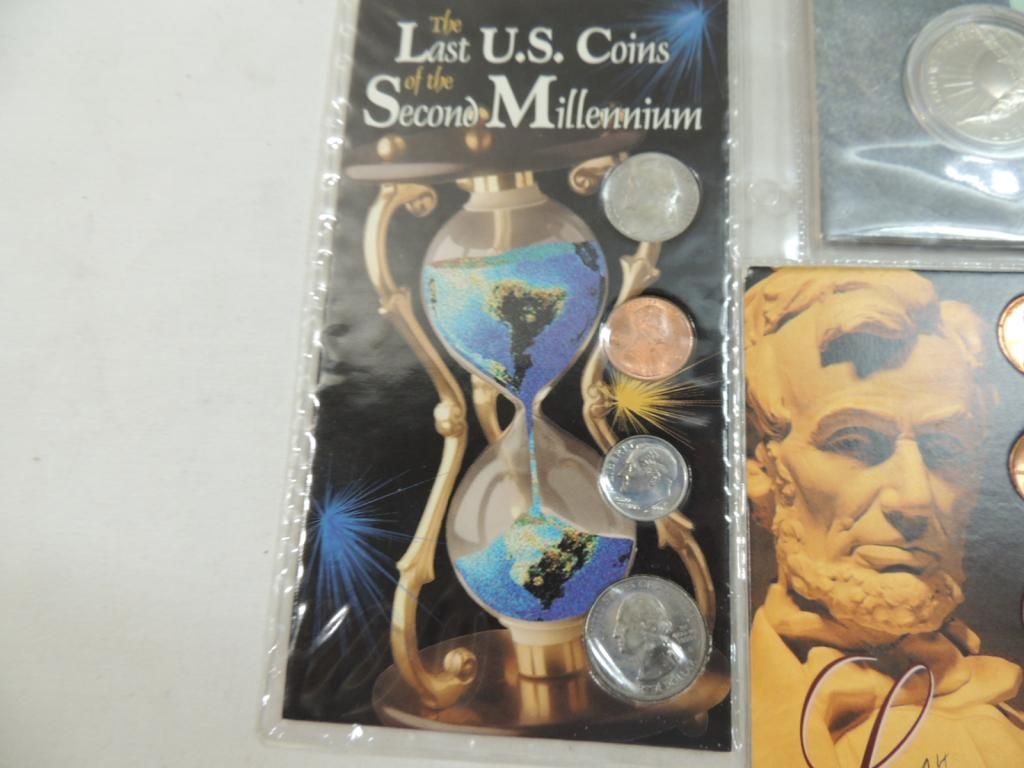 The
Last U.S. Coins
of the
Second Millennium